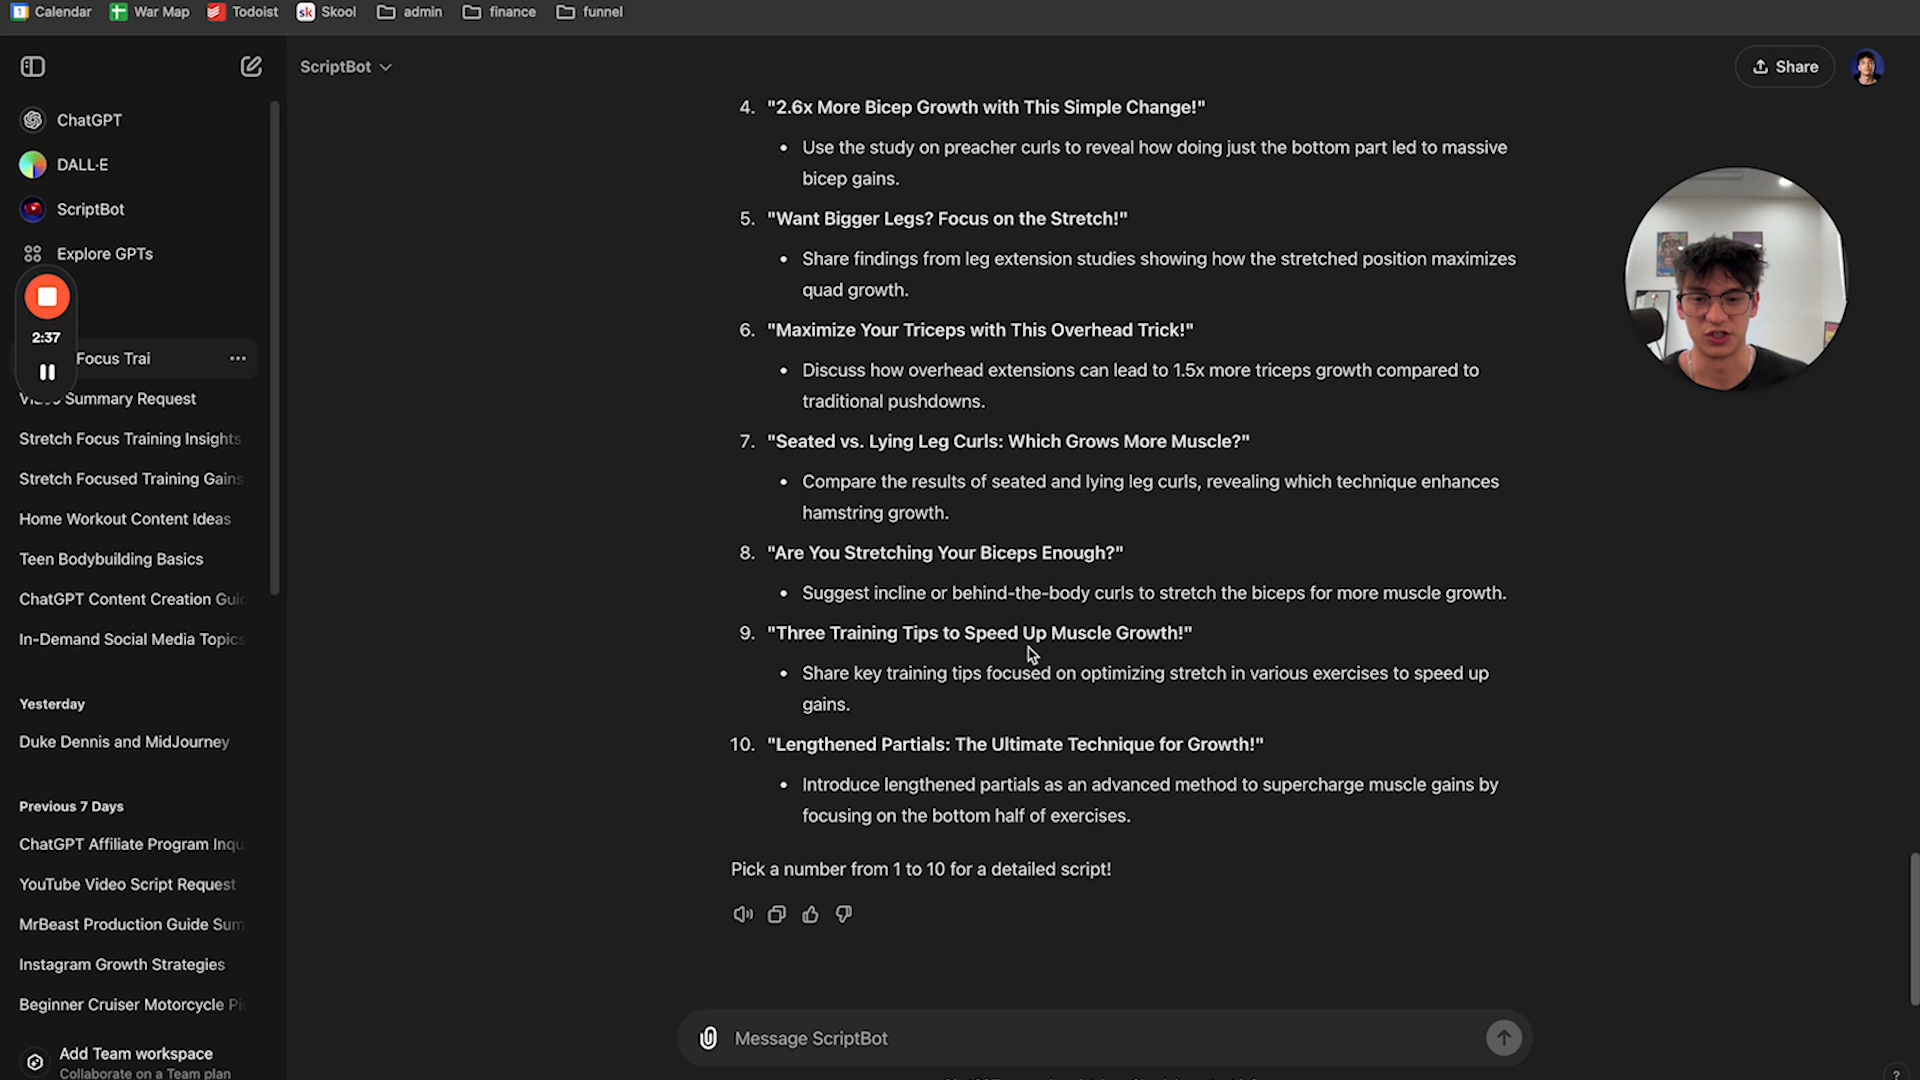 Calendar War Map Todoist sk Skool admin finance funnel
ScriptBot
Share
ChatGPT
DALL·E
ScriptBot
Explore GPTs
2:37
Focus Trai
Summary Request
Stretch Focus Training Insights
Stretch Focused Training Gains
Home Workout Content Ideas
Teen Bodybuilding Basics
ChatGPT Content Creation
In-Demand Social Media Topics
Yesterday
Duke Dennis and MidJourney
Previous 7 Days
ChatGPT Affiliate Program
YouTube Video Script Request
MrBeast Production Guide
Instagram Growth Strategies
Beginner Cruiser Motorcycle
Add Team workspace
Collaborate on a Team plan
4. "2.6x More Bicep Growth with This Simple Change!"
• Use the study on preacher curls to reveal how doing just the bottom part led to massive
bicep gains.
5. "Want Bigger Legs? Focus on the Stretch!"
• Share findings from leg extension studies showing how the stretched position maximizes
quad growth.
6. "Maximize Your Triceps with This Overhead Trick!"
• Discuss how overhead extensions can lead to 1.5x more triceps growth compared to
traditional pushdowns.
7. "Seated vs. Lying Leg Curls: Which Grows More Muscle?"
• Compare the results of seated and lying leg curls, revealing which technique enhances
hamstring growth.
8. "Are You Stretching Your Biceps Enough?"
• Suggest incline or behind-the-body curls to stretch the biceps for more muscle growth.
9. "Three Training Tips to Speed Up Muscle Growth!"
• Share key training tips focused on optimizing stretch in various exercises to speed up
gains.
10. "Lengthened Partials: The Ultimate Technique for Growth!"
• Introduce lengthened partials as an advanced method to supercharge muscle gains by
focusing on the bottom half of exercises.
Pick a number from 1 to 10 for a detailed script!
Message ScriptBot
?